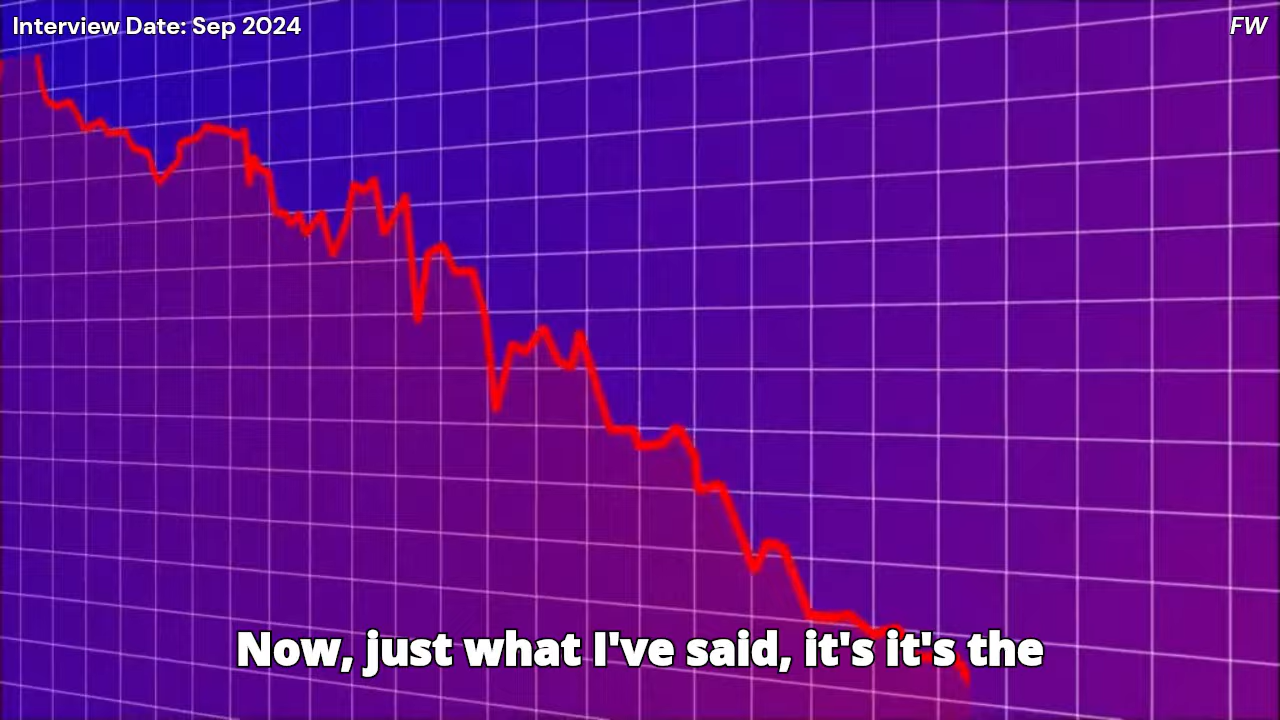 Interview Date: Sep 2024
FW
Now, just what I've said, it's it's the